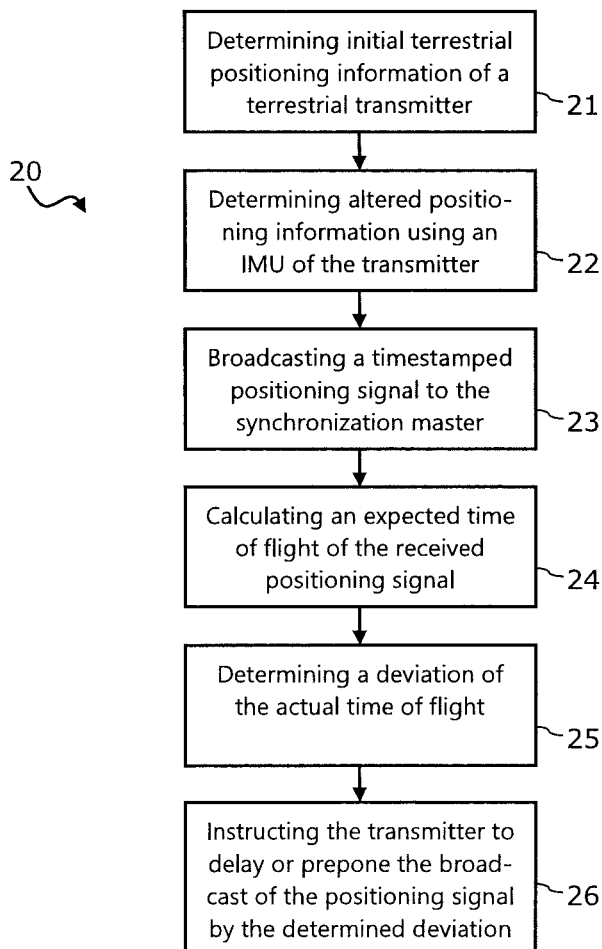 Determining initial terrestrial
positioning information of a
terrestrial transmitter
21
20
Determining altered positio-
ning information using an
IMU of the transmitter
22
Broadcasting a timestamped
positioning signal to the
synchronization master
23
Calculating an expected time
of flight of the received
positioning signal
24
Determining a deviation of
the actual time of flight
25
Instructing the transmitter to
delay or prepone the broad-
cast of the positioning signal
by the determined deviation
26